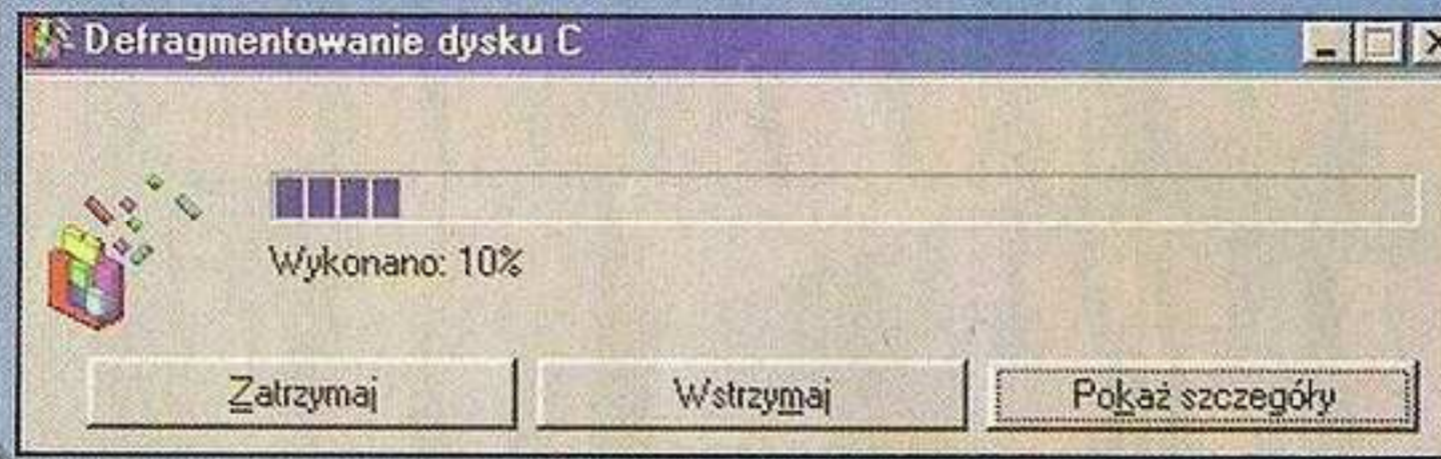 Defragmentowanie dysku C
Wykonano: 10%
Zatrzymaj
Wstrzymaj
Pokaż szczegóły